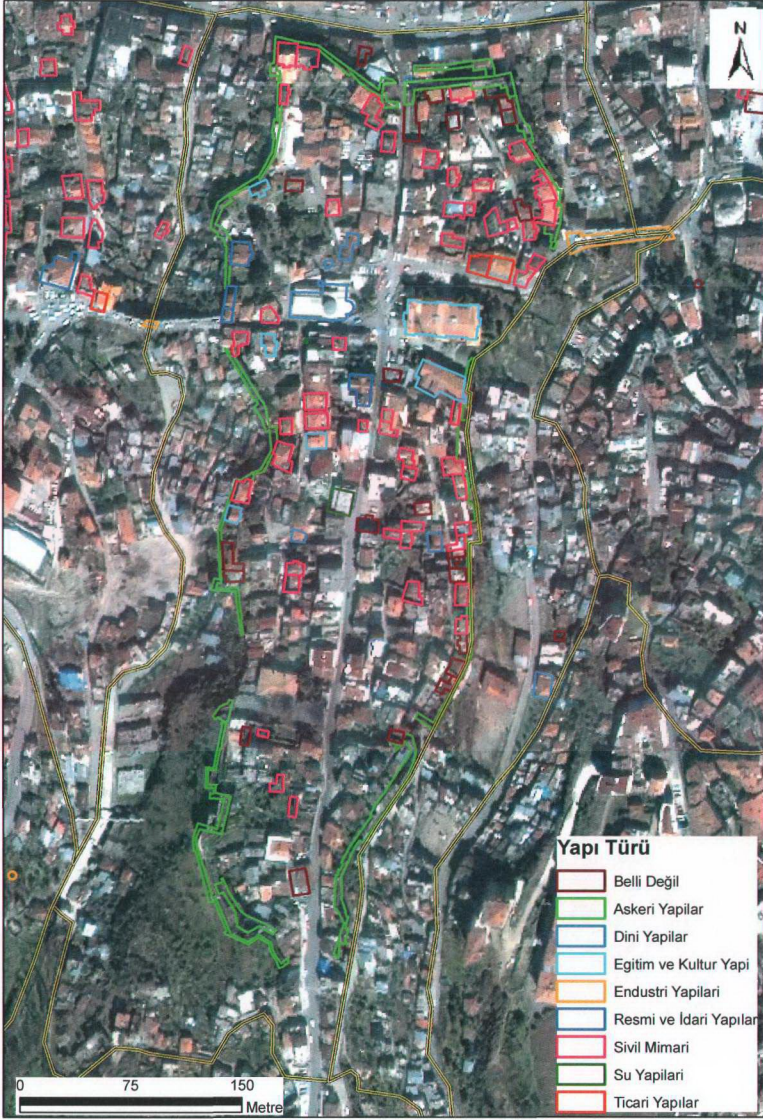 N
Yapı Türü
Belli Değil
Askeri Yapilar
Dini Yapilar
Egitim ve Kultur Yapi
Endustri Yapilari
Resmi ve İdari Yapılar
Sivil Mimari
Su Yapilari
Ticari Yapılar
0 75 150
Metre